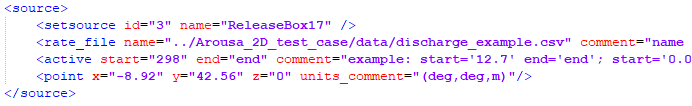 <source>
<setsource id="3" name="ReleaseBox17" />
<rate_file name="../Arousa_2D_test_case/data/discharge_example.csv" comment="name
<active start="298" end="end" comment="example: start='12.7' end='end'; start='0.0
<point x="-8.92" y="42.56" z="0" units_comment="(deg,deg,m)"/>
</source>